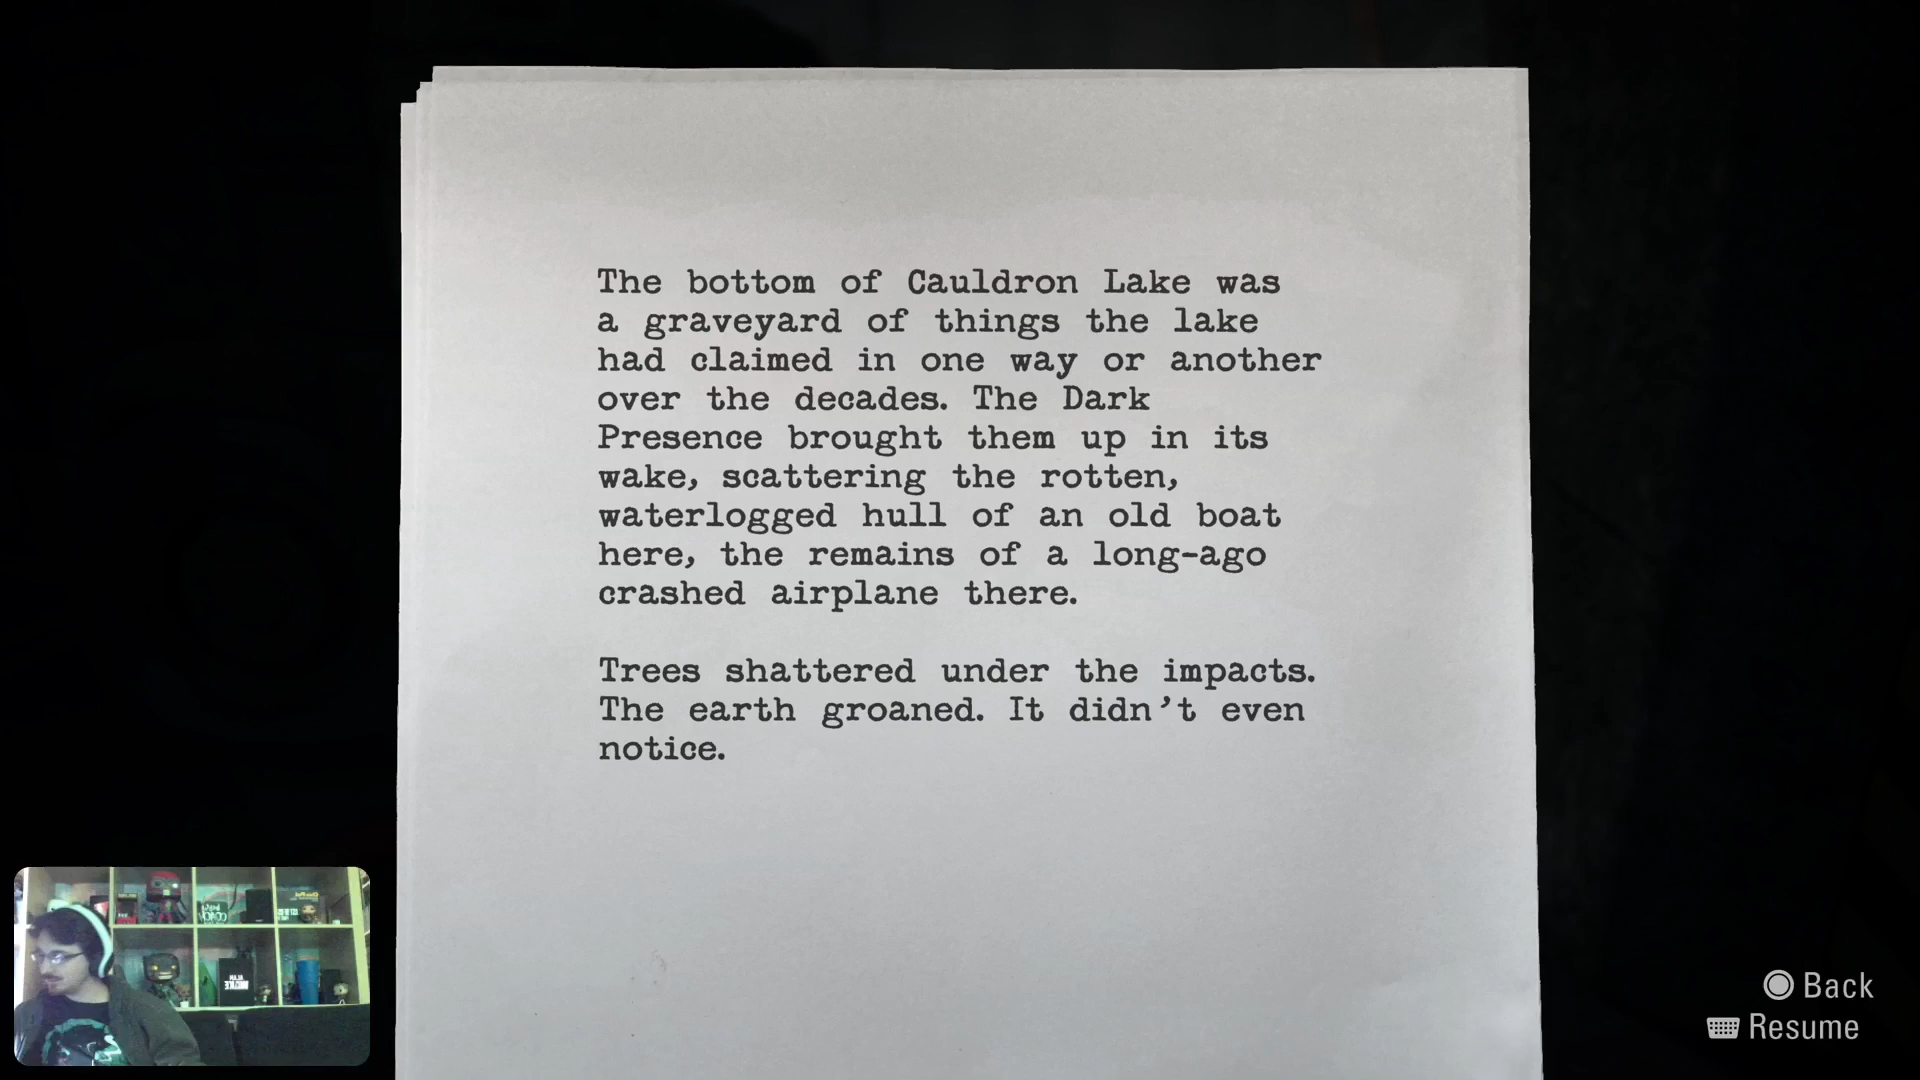 The bottom of Cauldron Lake was
a graveyard of things the lake
had claimed in one way or another
over the decades. The Dark
Presence brought them up in its
wake, scattering the rotten,
waterlogged hull of an old boat
here, the remains of a long-ago
crashed airplane there.
Trees shattered under the impacts.
The earth groaned. It didn't even
notice.
Back
Resume